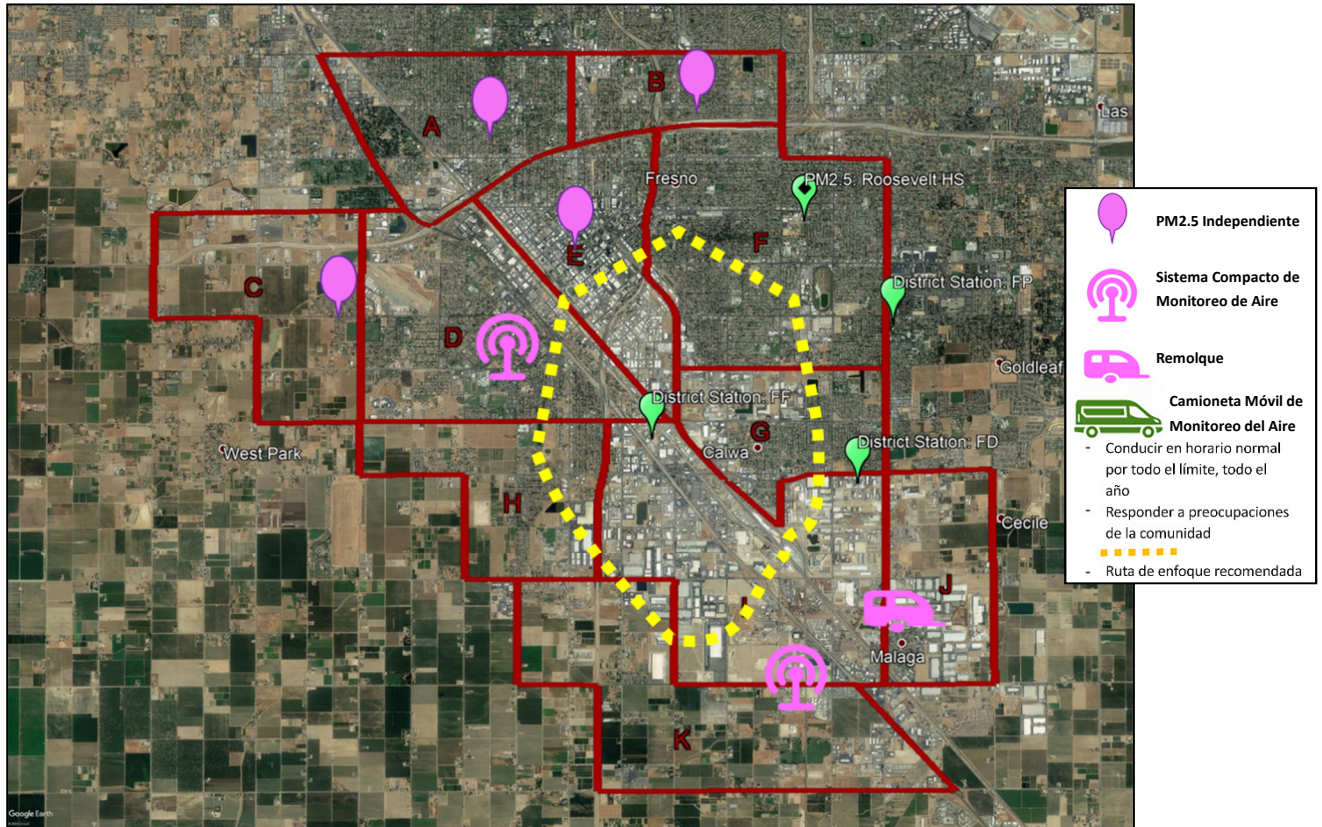 A
B
Las
Fresno
PM2.5: Roosevelt HS
E
F
C
District Station: FP
D
Goldleaf
District Station: FF
West Park
Calwa
G
District Station: FD
H
Cecile
J
Malaga
K
Google Earth
PM2.5 Independiente
Sistema Compacto de
Monitoreo de Aire
Remolque
Camioneta Móvil de
Monitoreo del Aire
- Conducir en horario normal
por todo el límite, todo el
año
- Responder a preocupaciones
de la comunidad
- Ruta de enfoque recomendada